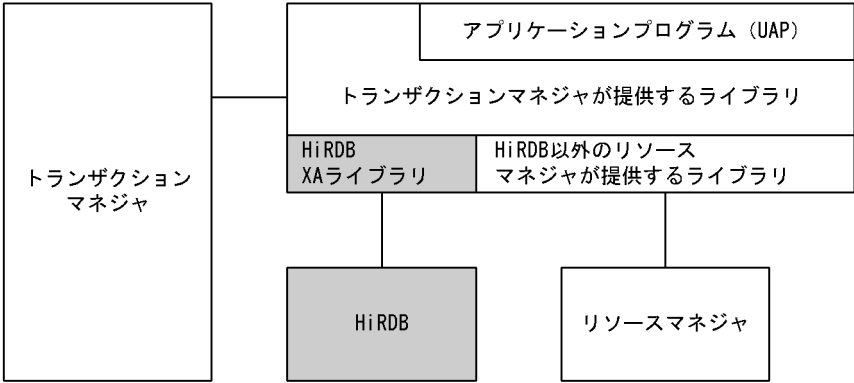 アプリケーションプログラム（UAP）
トランザクションマネジャが提供するライブラリ
HiRDB
XAライブラリ
HiRDB以外のリソース
マネジャが提供するライブラリ
トランザクション
マネジャ
HiRDB
リソースマネジャ